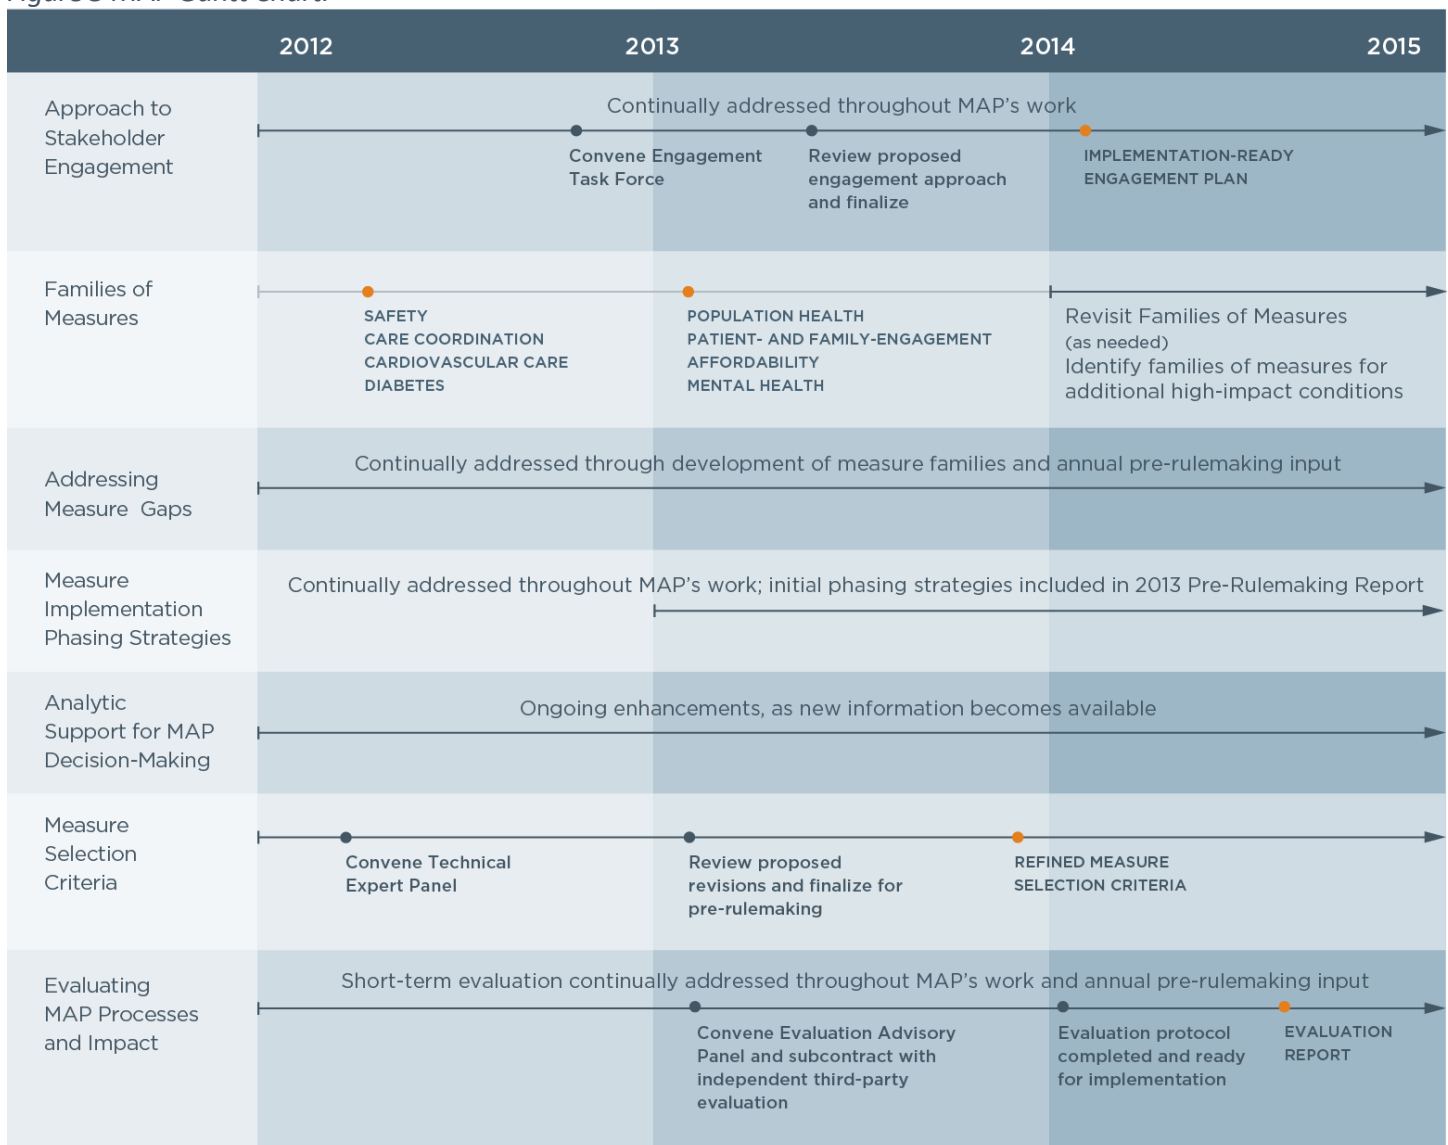 Figure 3 MAP Gantt Chart.
2012 2013 2014 2015
Approach to
Stakeholder
Engagement
Continually addressed throughout MAP's work
Convene Engagement
Task Force
Review proposed
engagement approach
and finalize
IMPLEMENTATION-READY
ENGAGEMENT PLAN
Families of
Measures
SAFETY
CARE COORDINATION
CARDIOVASCULAR CARE
DIABETES
POPULATION HEALTH
PATIENT- AND FAMILY-ENGAGEMENT
AFFORDABILITY
MENTAL HEALTH
Revisit Families of Measures
(as needed)
Identify families of measures for
additional high-impact conditions
Addressing
Measure Gaps
Continually addressed through development of measure families and annual pre-rulemaking input
Measure
Implementation
Phasing Strategies
Continually addressed throughout MAP's work; initial phasing strategies included in 2013 Pre-Rulemaking Report
Analytic
Support for MAP
Decision-Making
Ongoing enhancements, as new information becomes available
Measure
Selection
Criteria
Convene Technical
Expert Panel
Review proposed
revisions and finalize for
pre-rulemaking
REFINED MEASURE
SELECTION CRITERIA
Evaluating
MAP Processes
and Impact
Short-term evaluation continually addressed throughout MAP's work and annual pre-rulemaking input
Convene Evaluation Advisory
Panel and subcontract with
independent third-party
evaluation
Evaluation protocol
completed and ready
for implementation
EVALUATION
REPORT